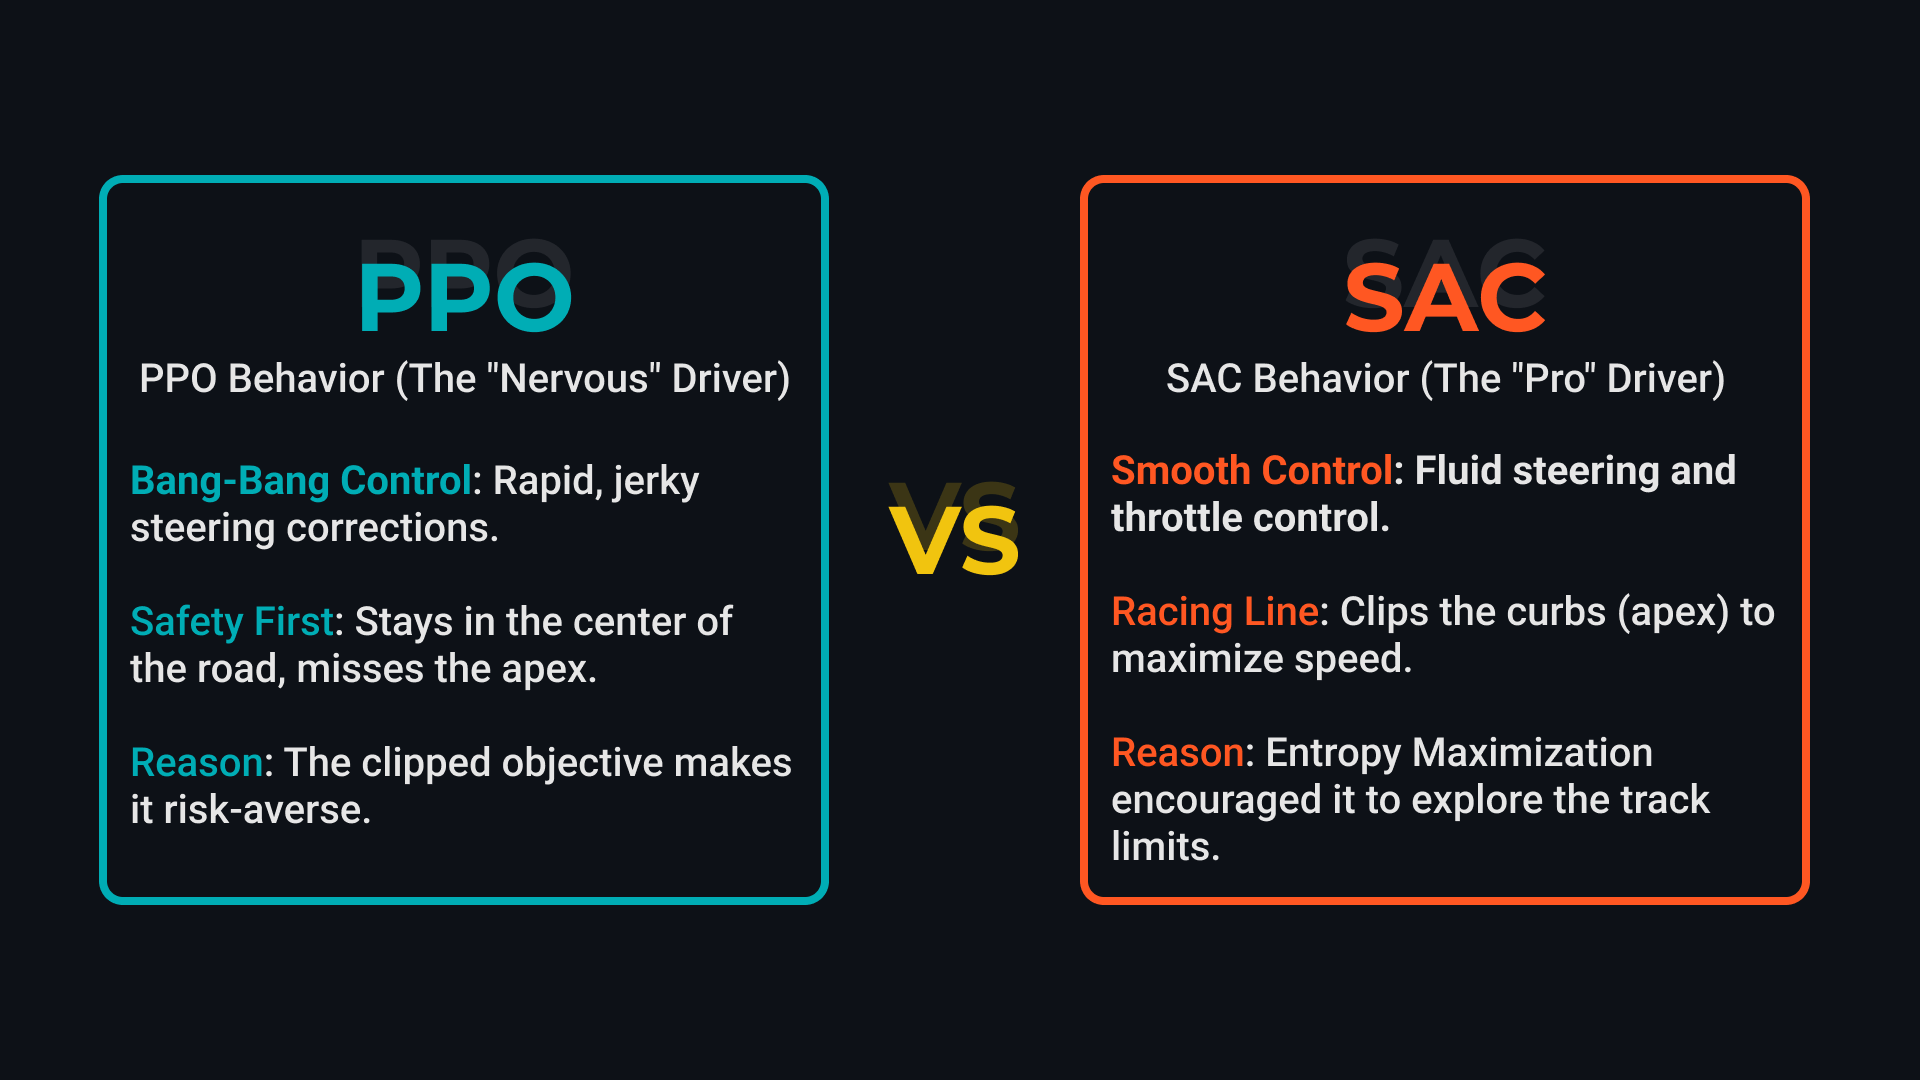 PPO
PPO Behavior (The "Nervous" Driver)
Bang-Bang Control: Rapid, jerky
steering corrections.
Safety First: Stays in the center of
the road, misses the apex.
Reason: The clipped objective makes
it risk-averse.
VS
SAC
SAC Behavior (The "Pro" Driver)
Smooth Control: Fluid steering and
throttle control.
Racing Line: Clips the curbs (apex) to
maximize speed.
Reason: Entropy Maximization
encouraged it to explore the track
limits.